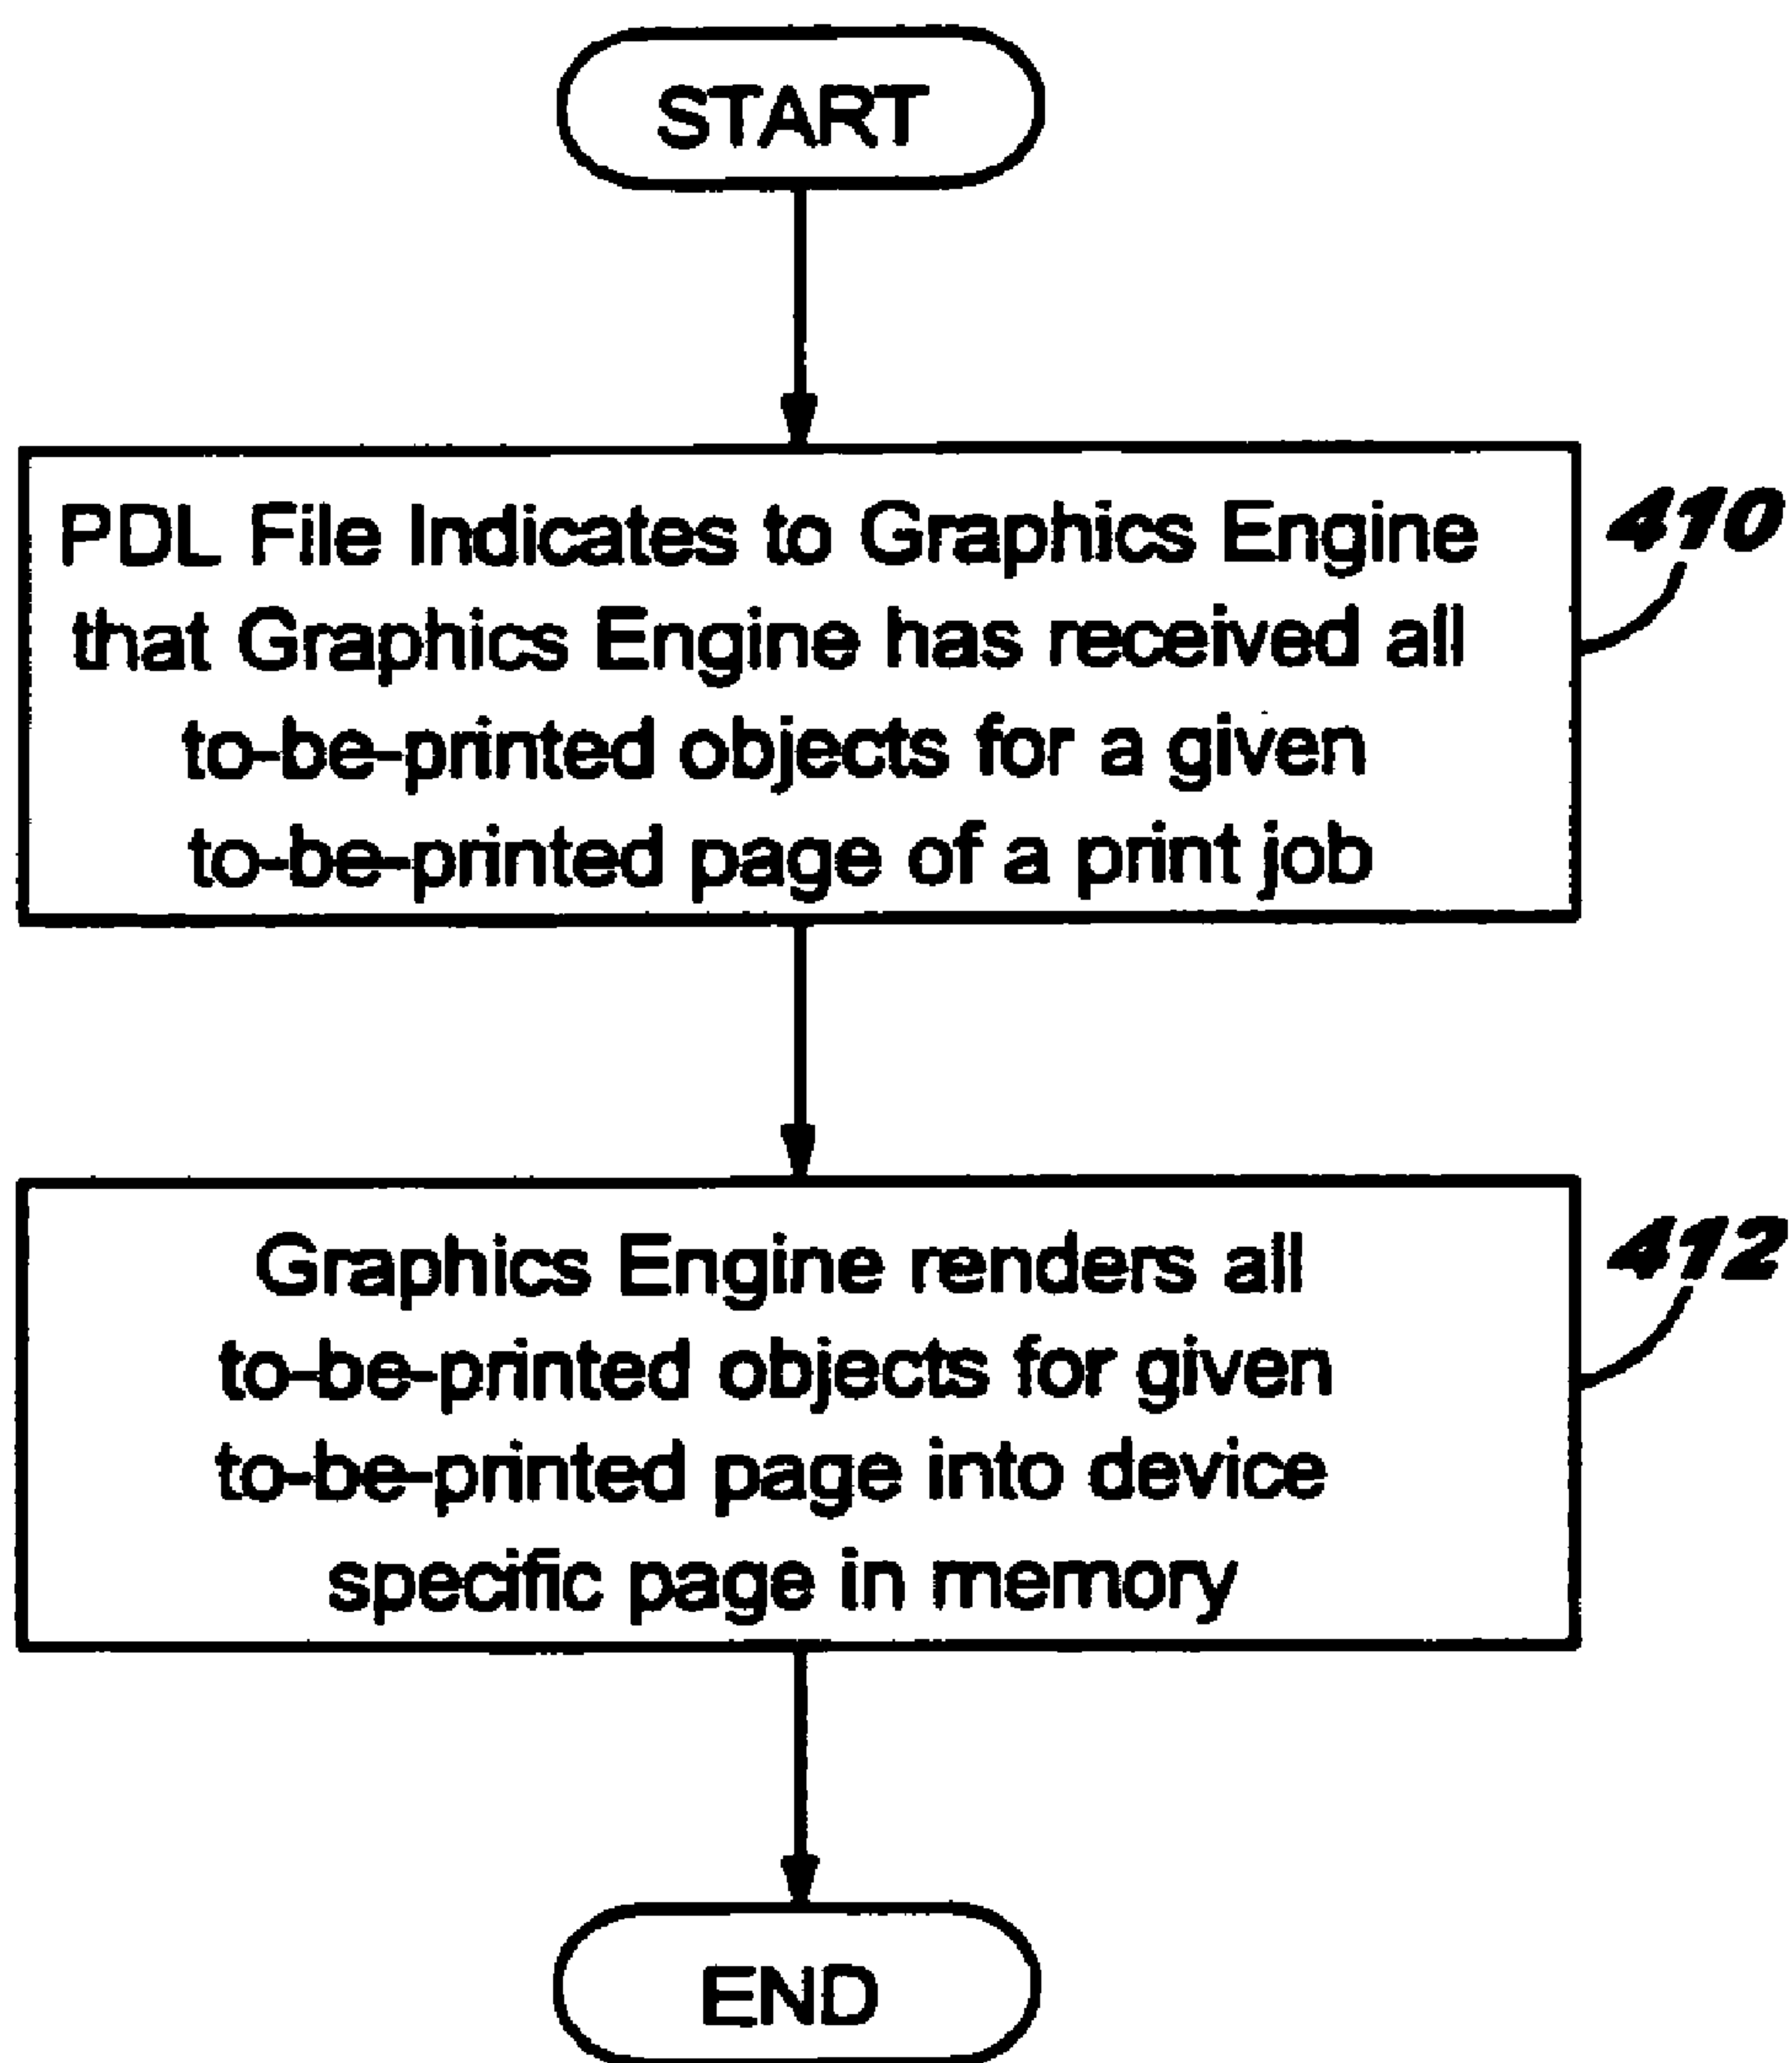 START
PDL File Indicates to Graphics Engine
that Graphics Engine has received all
to-be-printed objects for a given
to-be-printed page of a print job
410
Graphics Engine renders all
to-be-printed objects for given
to-be-printed page into device
specific page in memory
412
END